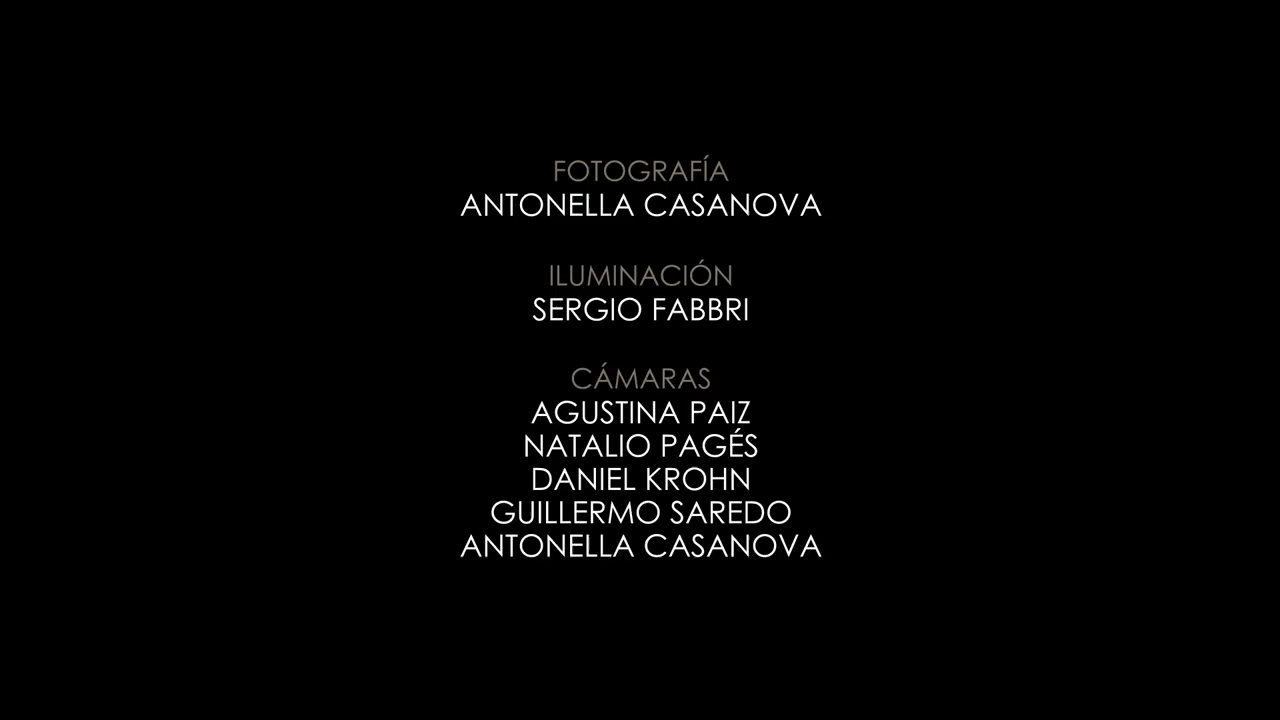 FOTOGRAFÍA
ANTONELLA CASANOVA
ILUMINACIÓN
SERGIO FABBRI
CÁMARAS
AGUSTINA PAIZ
NATALIO PAGÉS
DANIEL KROHN
GUILLERMO SAREDO
ANTONELLA CASANOVA